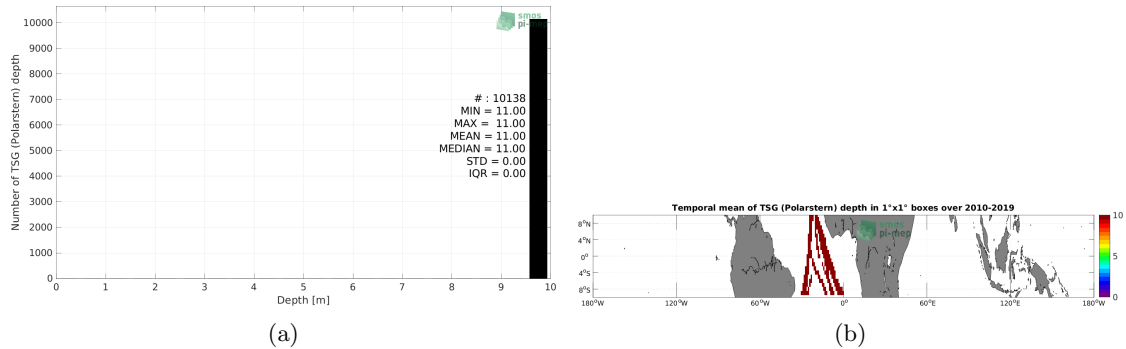 10000
9000
8000
7000
6000
5000
4000
3000
2000
1000
0
Number of TSG (Polarstern) depth
smos
pi-mep
# : 10138
MIN = 11.00
MAX = 11.00
MEAN = 11.00
MEDIAN = 11.00
STD = 0.00
IQR = 0.00
0 1 2 3 4 5 6 7 8 9 10
Depth [m]
(a)
Temporal mean of TSG (Polarstern) depth in 1°x1° boxes over 2010-2019
8°N
4°N
0°
4°S
8°S
smos
pi-mep
180°W 120°W 60°W 0° 60°E 120°E 180°W
10
5
0
(b)